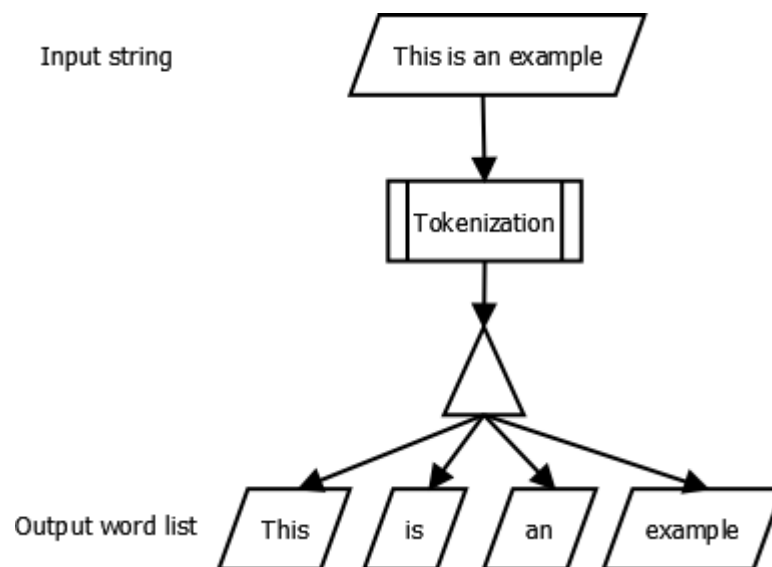 Input string
This is an example
Tokenization
Output word list
This
is
an
example